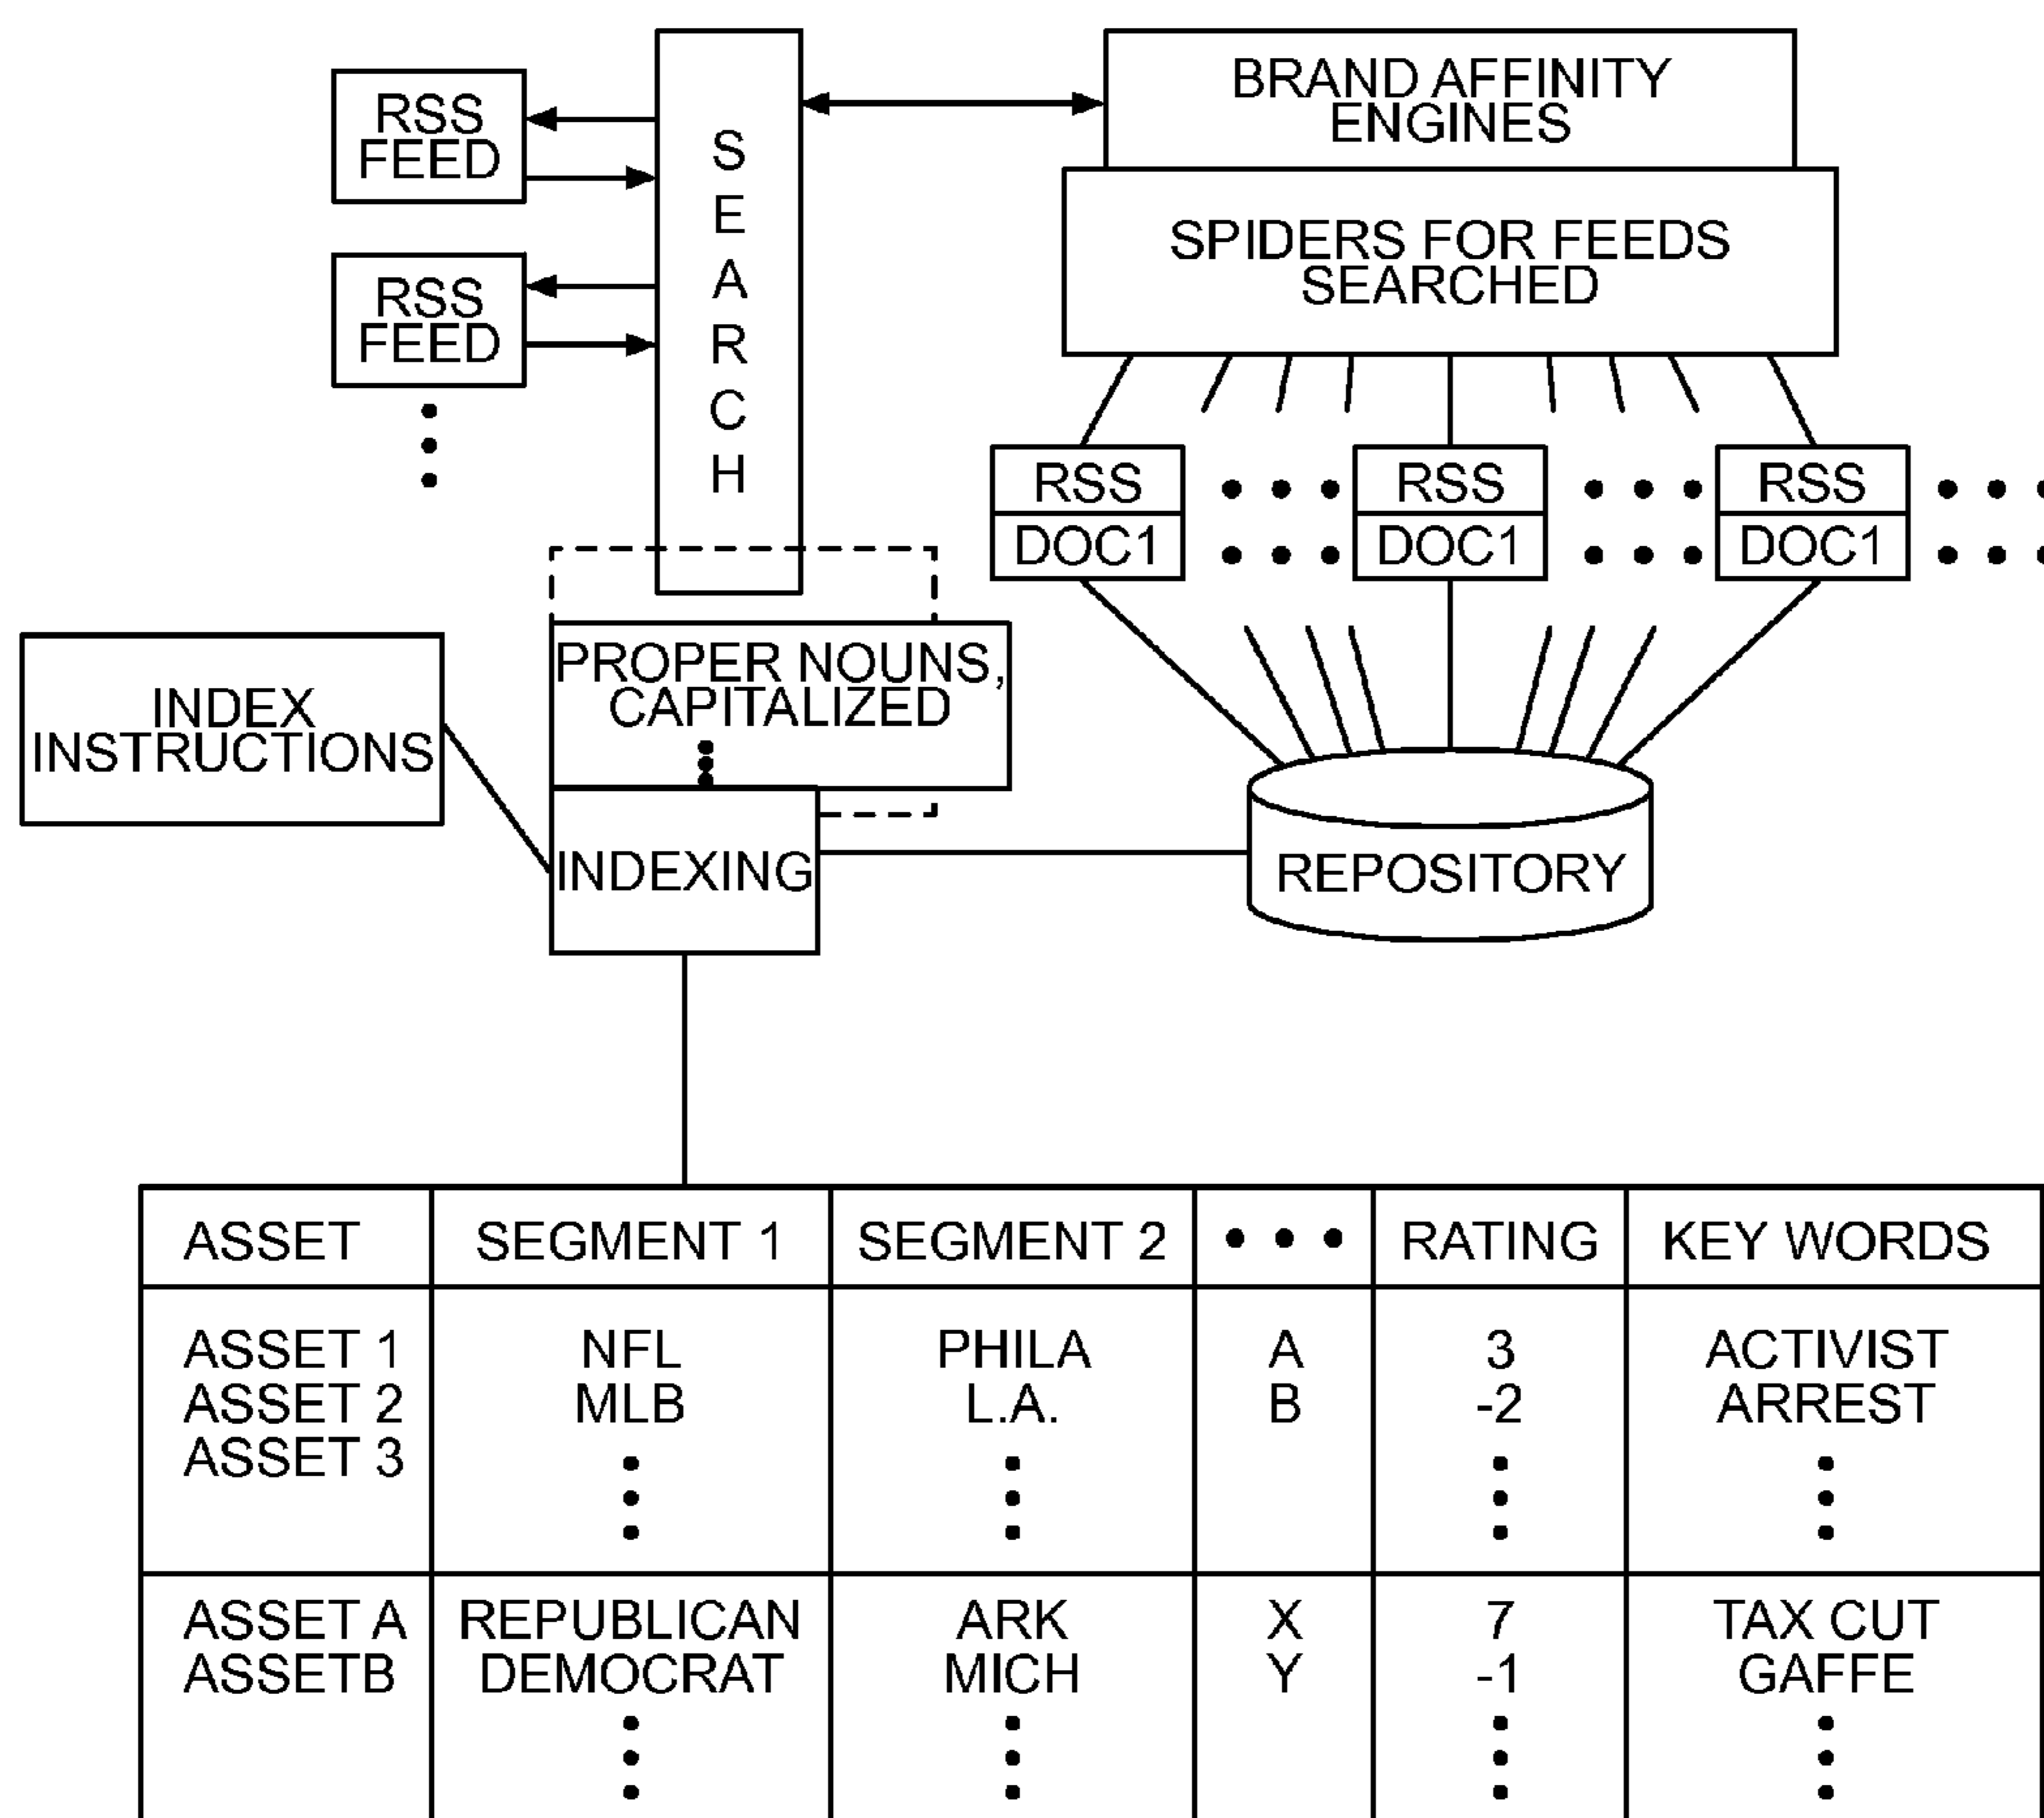 RSS
FEED
RSS
FEED
SEARCH
BRAND AFFINITY
ENGINES
SPIDERS FOR FEEDS
SEARCHED
RSS
DOC1
RSS
DOC1
RSS
DOC1
INDEX
INSTRUCTIONS
PROPER NOUNS,
CAPITALIZED
INDEXING
REPOSITORY
ASSET SEGMENT 1 SEGMENT 2 • • • RATING KEY WORDS
ASSET 1 NFL PHILA A 3 ACTIVIST
ASSET 2 MLB L.A. B -2 ARREST
ASSET 3
ASSET A REPUBLICAN ARK X 7 TAX CUT
ASSETB DEMOCRAT MICH Y -1 GAFFE